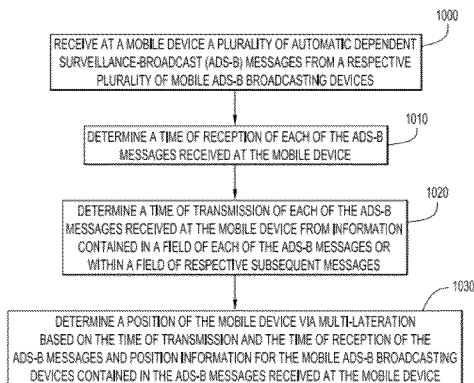 1000
RECEIVE AT A MOBILE DEVICE A PLURALITY OF AUTOMATIC DEPENDENT
SURVEILLANCE-BROADCAST (ADS-B) MESSAGES FROM A RESPECTIVE
PLURALITY OF MOBILE ADS-B BROADCASTING DEVICES
1010
DETERMINE A TIME OF RECEPTION OF EACH OF THE ADS-B
MESSAGES RECEIVED AT THE MOBILE DEVICE
1020
DETERMINE A TIME OF TRANSMISSION OF EACH OF THE ADS-B
MESSAGES RECEIVED AT THE MOBILE DEVICE FROM INFORMATION
CONTAINED IN A FIELD OF EACH OF THE ADS-B MESSAGES OR
WITHIN A FIELD OF RESPECTIVE SUBSEQUENT MESSAGES
1030
DETERMINE A POSITION OF THE MOBILE DEVICE VIA MULTI-LATERATION
BASED ON THE TIME OF TRANSMISSION AND THE TIME OF RECEPTION OF THE
ADS-B MESSAGES AND POSITION INFORMATION FOR THE MOBILE ADS-B BROADCASTING
DEVICES CONTAINED IN THE ADS-B MESSAGES RECEIVED AT THE MOBILE DEVICE